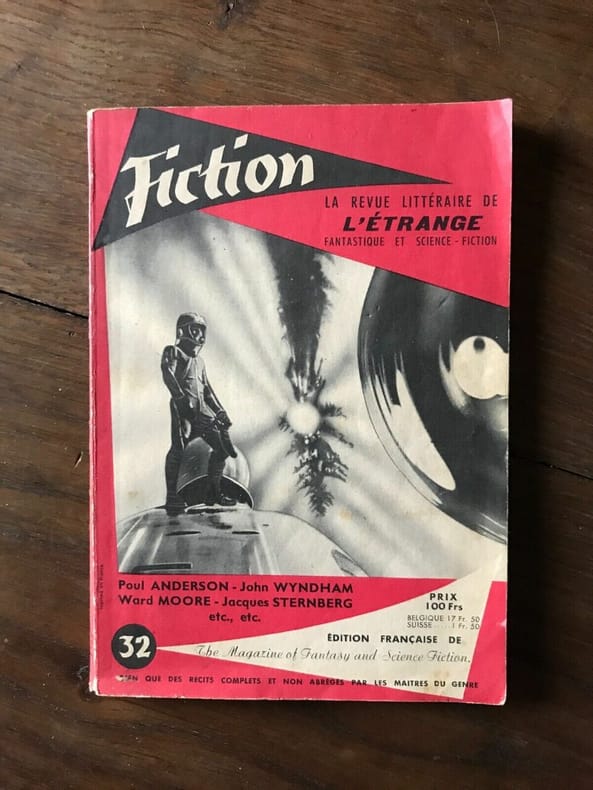 Fiction
LA REVUE LITTÉRAIRE DE
L'ÉTRANGE
FANTASTIQUE ET SCIENCE-FICTION
Poul ANDERSON - John WYNDHAM
Ward MOORE - Jacques STERNBERG
etc., etc.
PRIX
100 Frs
BELGIQUE 17 Fr. 50
SUISSE.....1 Fr. 50
32
ÉDITION FRANÇAISE DE
The Magazine of Fantasy and Science Fiction.
RIEN QUE DES RECITS COMPLETS ET NON ABRÉGÉS PAR LES MAITRES DU GENRE